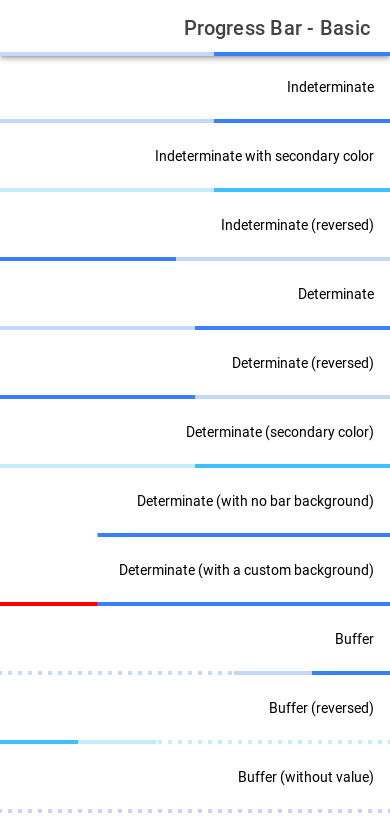 Progress Bar - Basic
Indeterminate
Indeterminate with secondary color
Indeterminate (reversed)
Determinate
Determinate (reversed)
Determinate (secondary color)
Determinate (with no bar background)
Determinate (with a custom background)
Buffer
Buffer (reversed)
Buffer (without value)